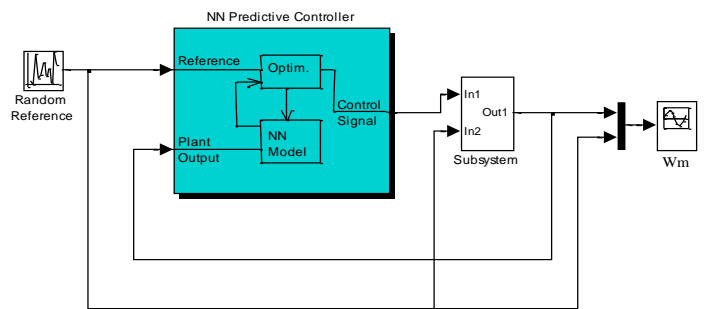 NN Predictive Controller
Random
Reference
Reference
Optim.
Control
Signal
Plant
Output
NN
Model
In1
In2
Out1
Subsystem
Wm